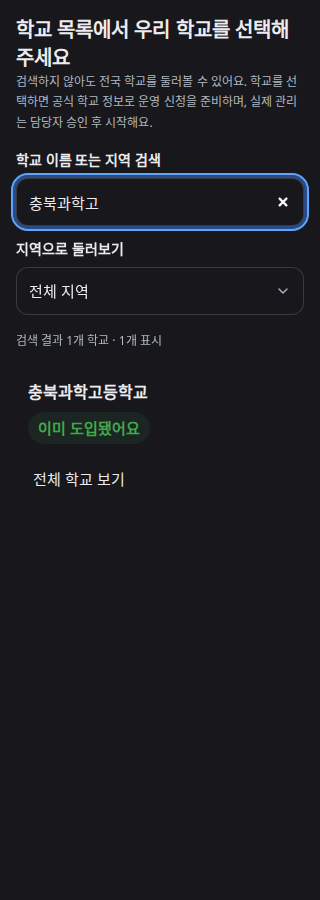 학교 목록에서 우리 학교를 선택해
주세요
검색하지 않아도 전국 학교를 둘러볼 수 있어요. 학교를 선
택하면 공식 학교 정보로 운영 신청을 준비하며, 실제 관리
는 담당자 승인 후 시작해요.
학교 이름 또는 지역 검색
충북과학고
지역으로 둘러보기
전체 지역
검색 결과 1개 학교 · 1개 표시
충북과학고등학교
이미 도입됐어요
전체 학교 보기